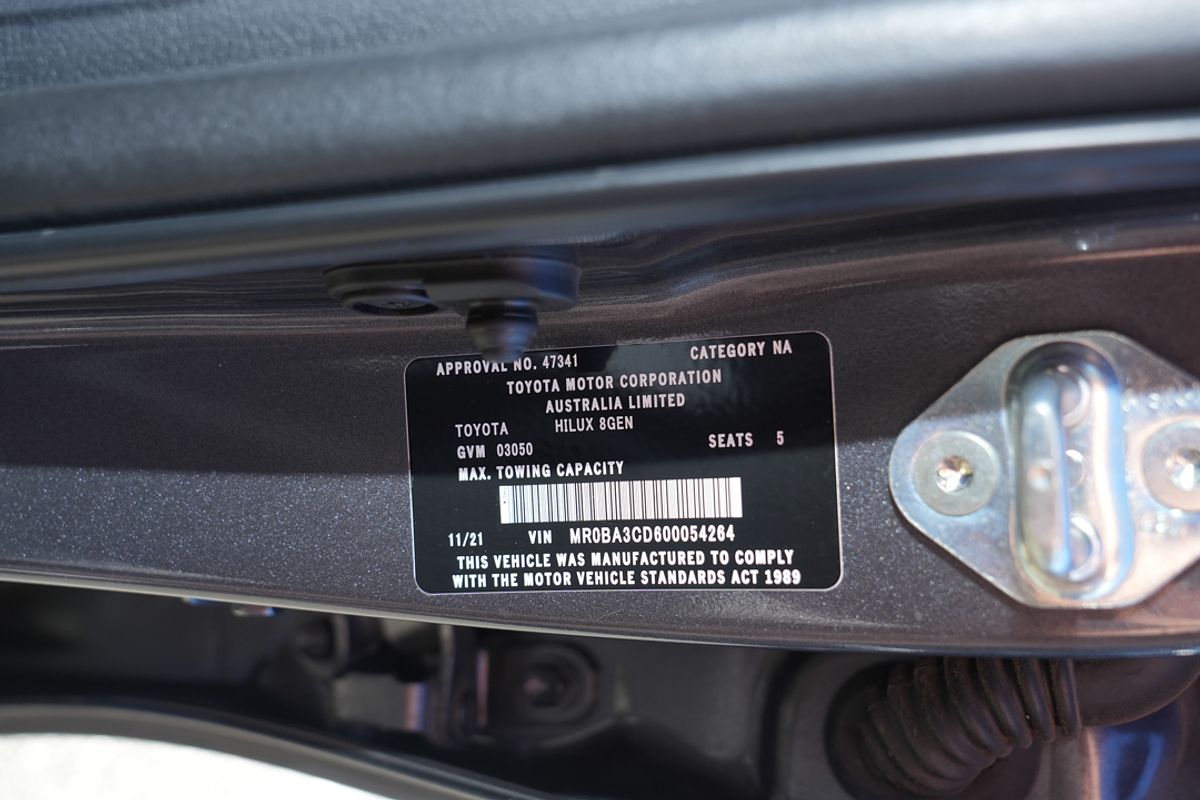 APPROVAL NO. 47341 CATEGORY NA
TOYOTA MOTOR CORPORATION
AUSTRALIA LIMITED
TOYOTA HILUX 8GEN
GVM 03050 SEATS 5
MAX. TOWING CAPACITY
11/21 VIN MR0BA3CD600054264
THIS VEHICLE WAS MANUFACTURED TO COMPLY
WITH THE MOTOR VEHICLE STANDARDS ACT 1989